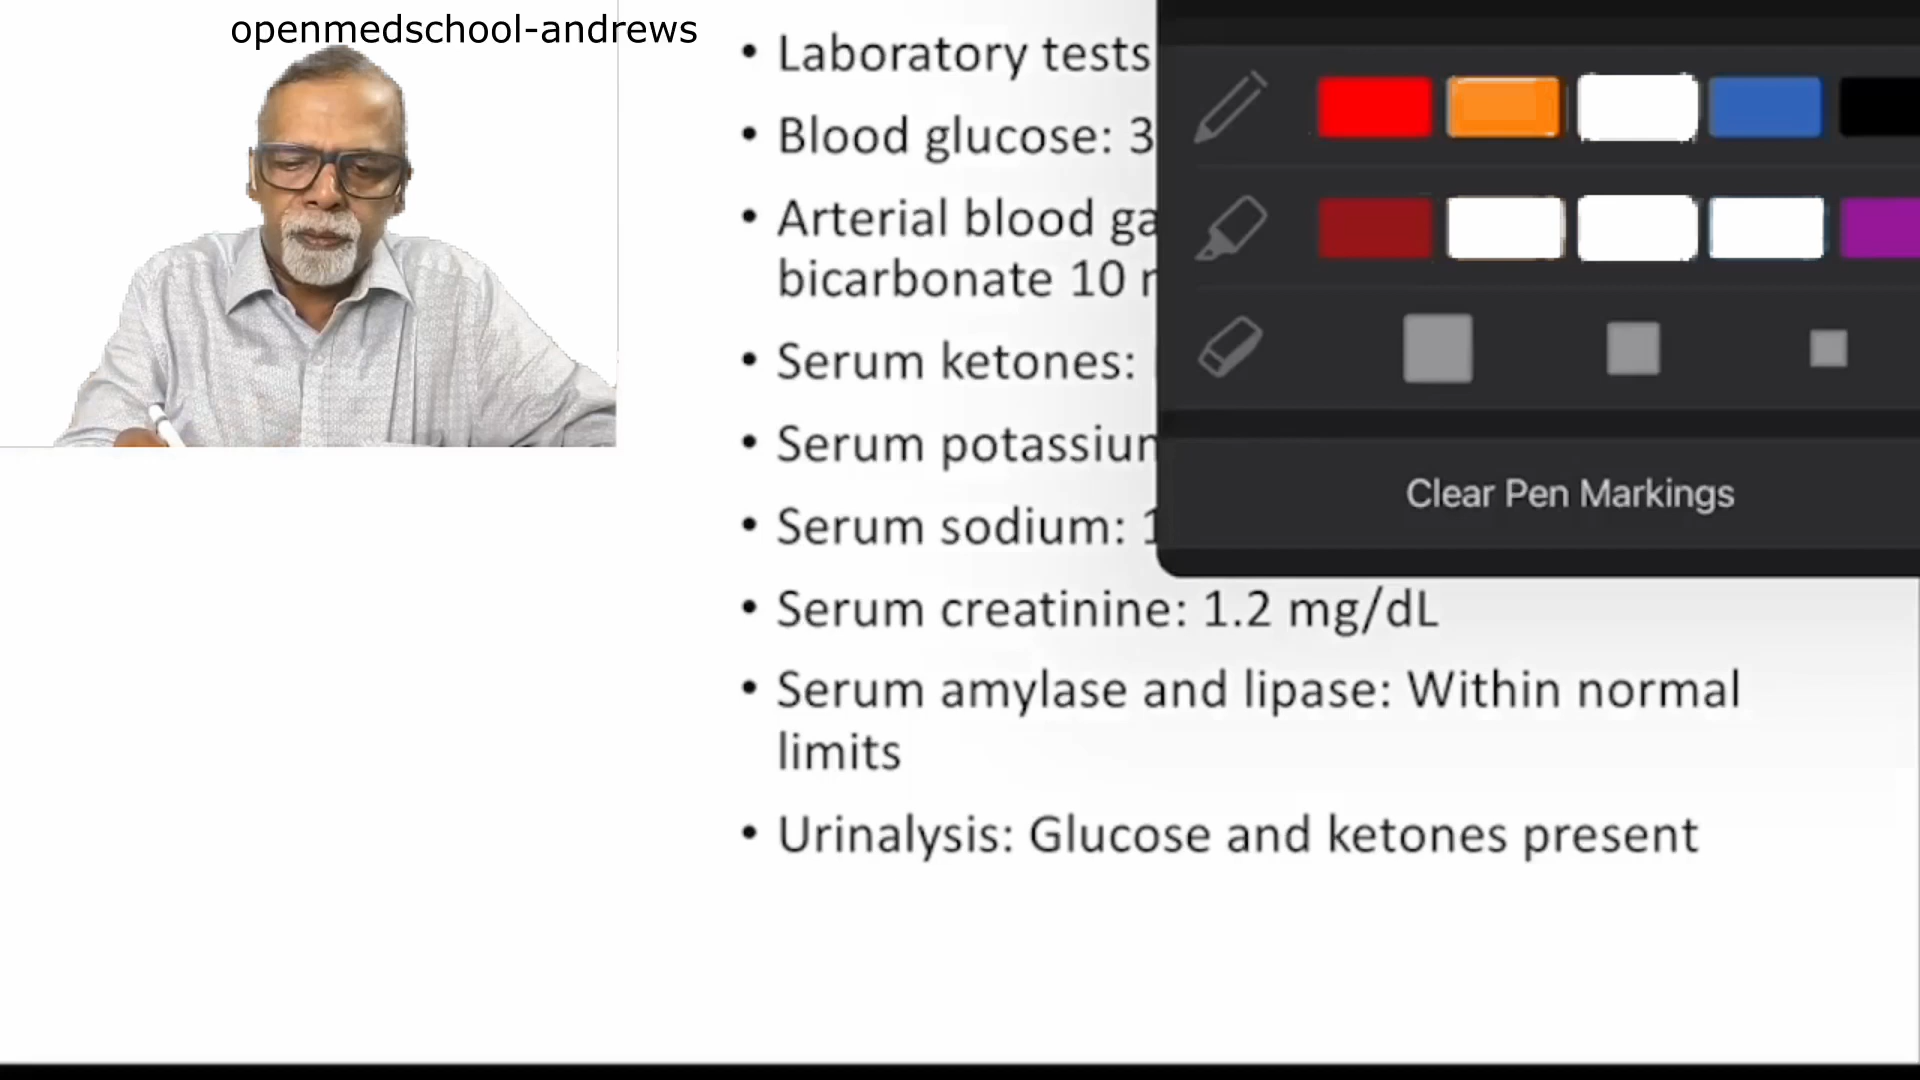 openmedschool-andrews
• Laboratory tests
• Blood glucose: 3
• Arterial blood ga
bicarbonate 10
• Serum ketones:
• Serum potassium
• Serum sodium: 1
• Serum creatinine: 1.2 mg/dL
• Serum amylase and lipase: Within normal
limits
• Urinalysis: Glucose and ketones present
Clear Pen Markings